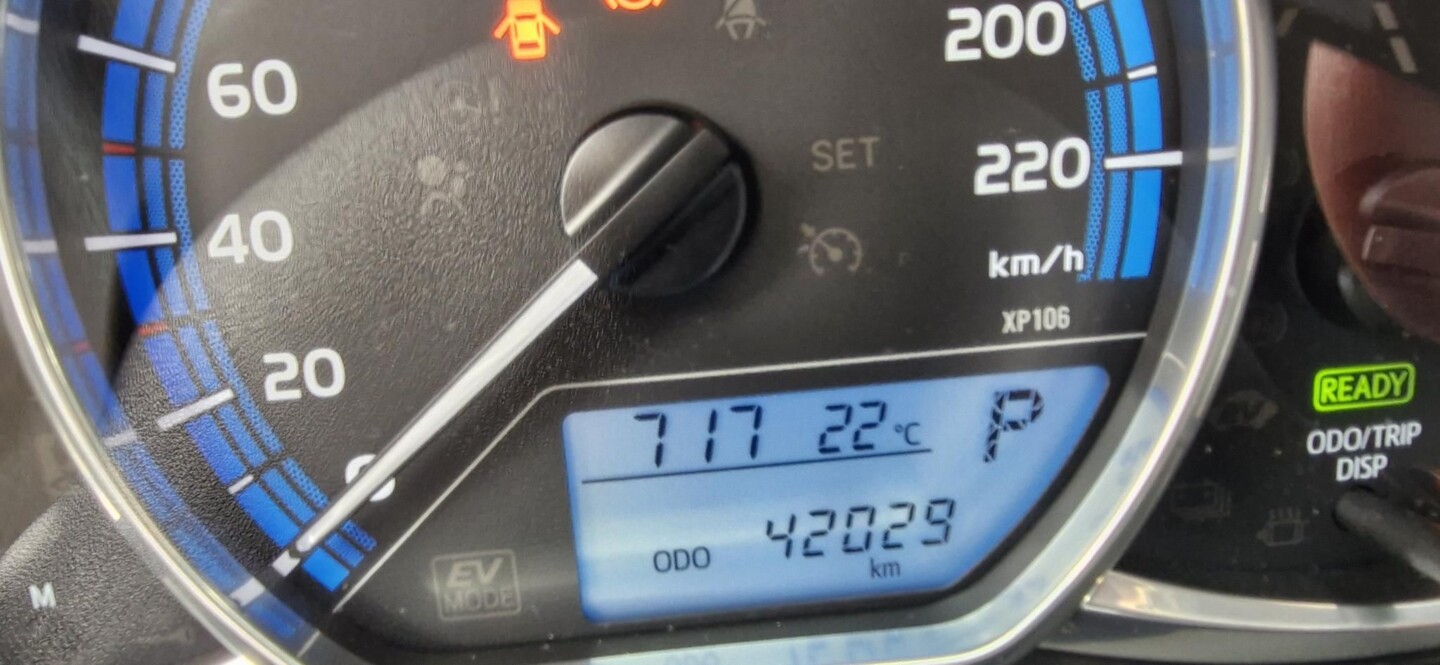 200
60
SET
220
40
km/h
XP106
20
READY
717 22°C P
ODO/TRIP
DISP
0
ODO 42029
km
EV
MODE
M